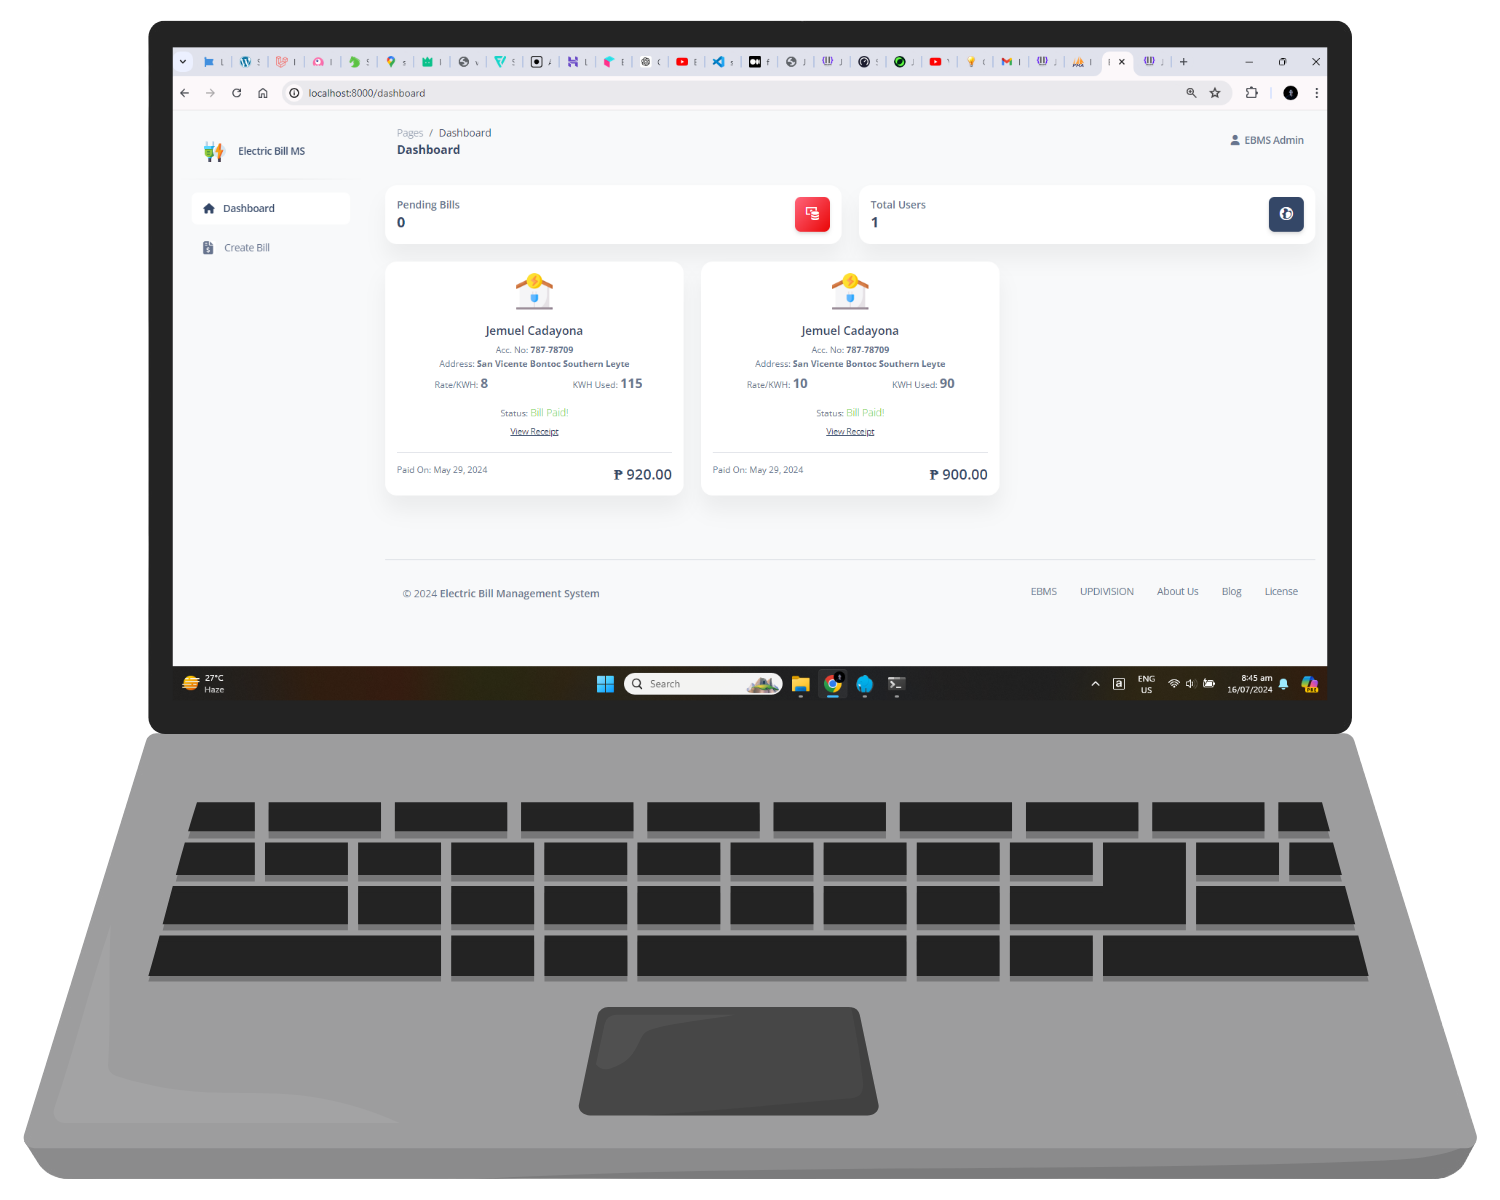 localhost:8000/dashboard
Electric Bill MS
Dashboard
Create Bill
Pages / Dashboard
Dashboard
EBMS Admin
Pending Bills
0
Total Users
1
Jemuel Cadayona
Acc. No: 787-78709
Address: San Vicente Bontoc Southern Leyte
Rate/KWH: 8 KWH Used: 115
Status: Bill Paid!
View Receipt
Paid On: May 29, 2024 ₱ 920.00
Jemuel Cadayona
Acc. No: 787-78709
Address: San Vicente Bontoc Southern Leyte
Rate/KWH: 10 KWH Used: 90
Status: Bill Paid!
View Receipt
Paid On: May 29, 2024 ₱ 900.00
© 2024 Electric Bill Management System
EBMS UPDIVISION About Us Blog License
27°C
Haze
Search
ENG
US
8:45 am
16/07/2024